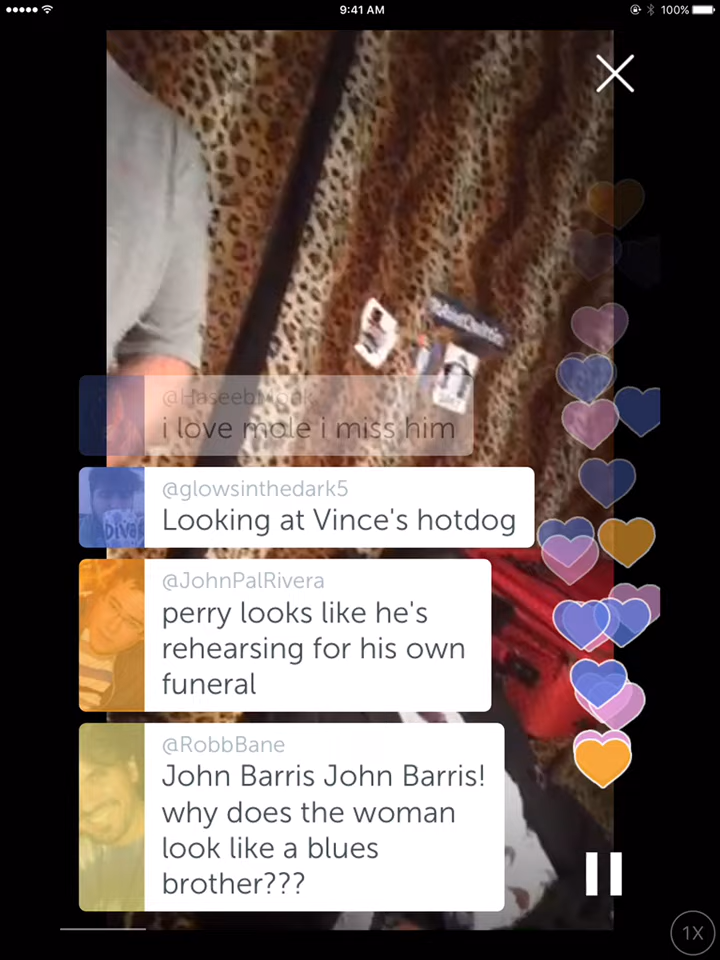 9:41 AM
100%
@HaseebMook
i love mole i miss him
@glowsinthedark5
Looking at Vince's hotdog
@JohnPalRivera
perry looks like he's
rehearsing for his own
funeral
@RobbBane
John Barris John Barris!
why does the woman
look like a blues
brother???
1X